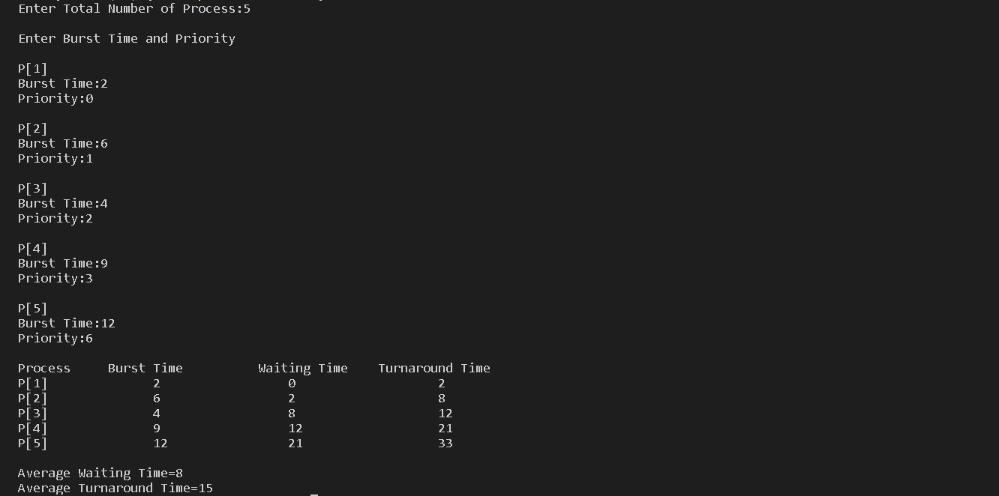 Enter Total Number of Process:5
Enter Burst Time and Priority
P[1]
Burst Time:2
Priority:0
P[2]
Burst Time:6
Priority:1
P[3]
Burst Time:4
Priority:2
P[4]
Burst Time:9
Priority:3
P[5]
Burst Time:12
Priority:6
Process Burst Time Waiting Time Turnaround Time
P[1] 2 0 2
P[2] 6 2 8
P[3] 4 8 12
P[4] 9 12 21
P[5] 12 21 33
Average Waiting Time=8
Average Turnaround Time=15